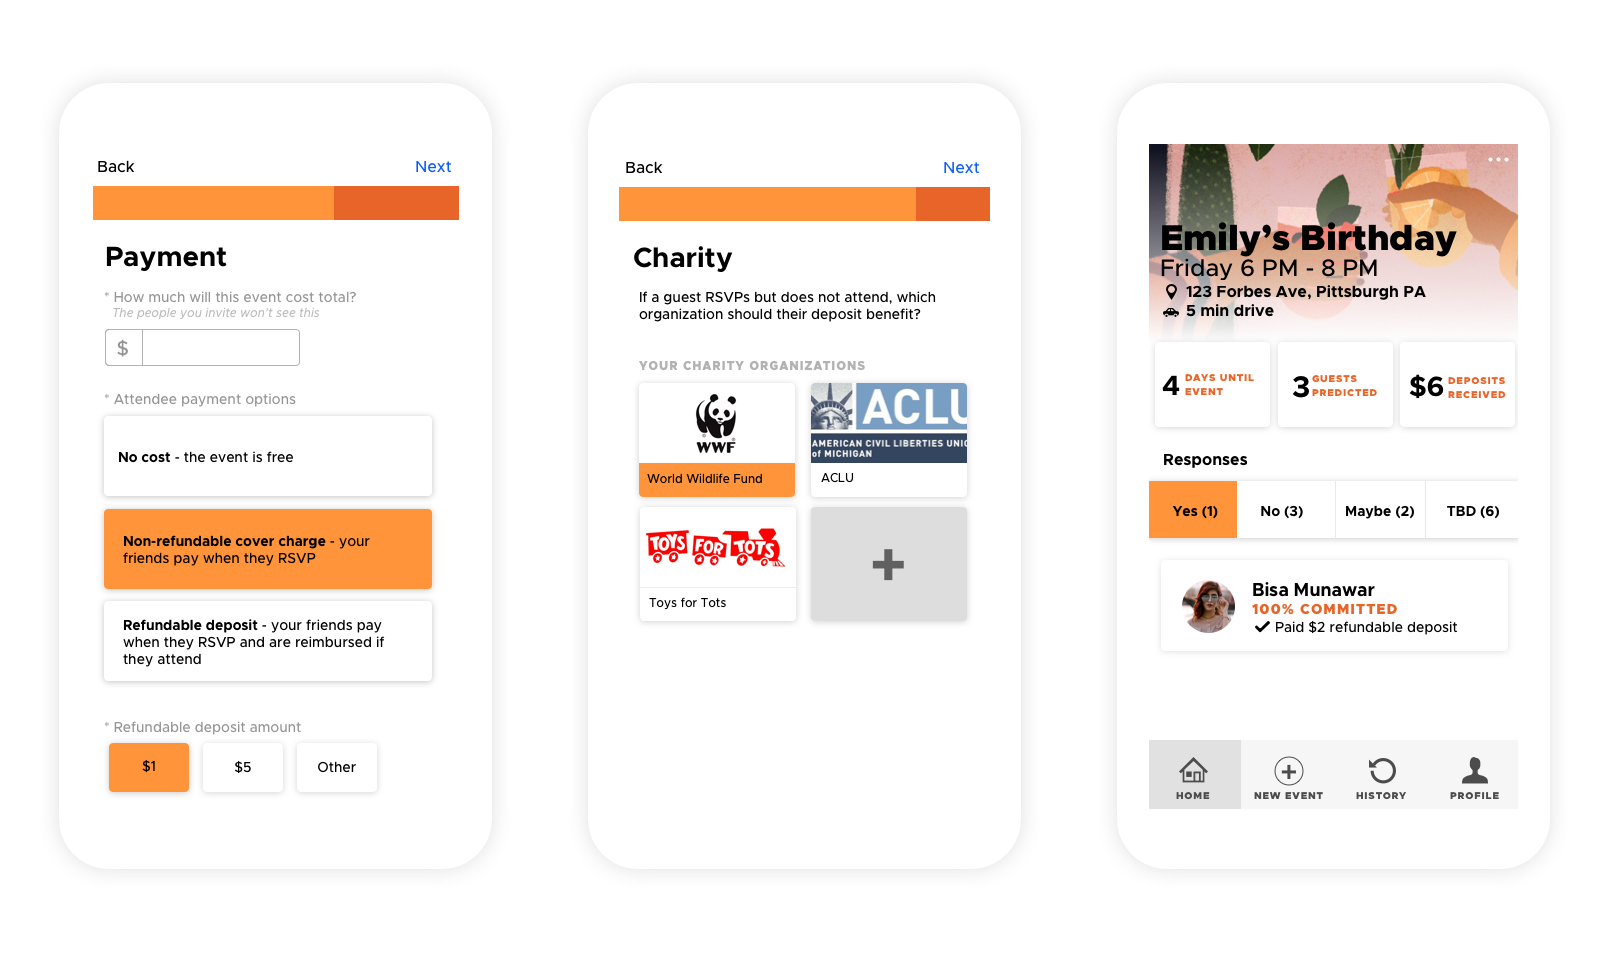 Back Next
Payment
* How much will this event cost total?
The people you invite won't see this
$
* Attendee payment options
No cost - the event is free
Non-refundable cover charge - your
friends pay when they RSVP
Refundable deposit - your friends pay
when they RSVP and are reimbursed if
they attend
* Refundable deposit amount
$1 $5 Other
Back Next
Charity
If a guest RSVPs but does not attend, which
organization should their deposit benefit?
YOUR CHARITY ORGANIZATIONS
WWF
World Wildlife Fund
ACLU
AMERICAN CIVIL LIBERTIES UNIO
of MICHIGAN
ACLU
TOYS FOR TOTS
Toys for Tots
Emily's Birthday
Friday 6 PM - 8 PM
123 Forbes Ave, Pittsburgh PA
5 min drive
4 DAYS UNTIL
EVENT
3 GUESTS
PREDICTED
$6 DEPOSITS
RECEIVED
Responses
Yes (1) No (3) Maybe (2) TBD (6)
Bisa Munawar
100% COMMITTED
Paid $2 refundable deposit
HOME NEW EVENT HISTORY PROFILE